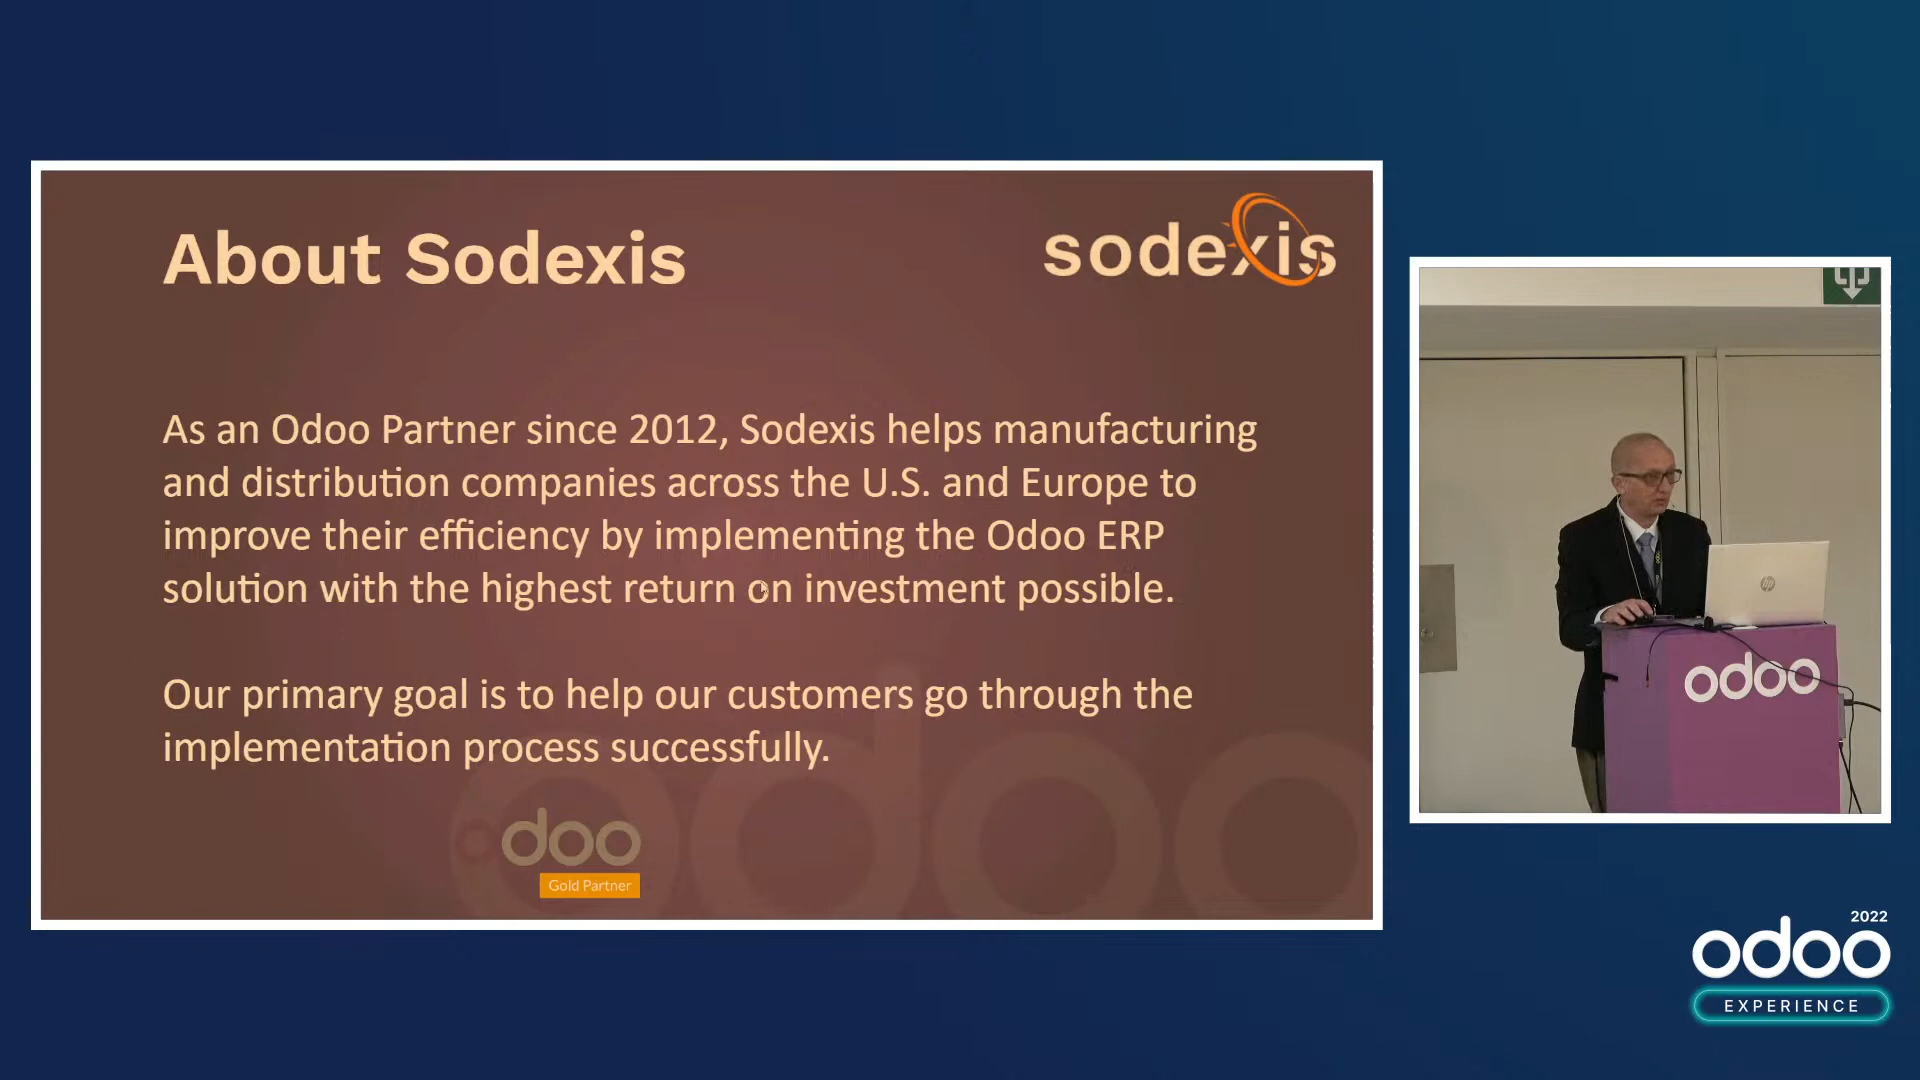 About Sodexis
sodexis
As an Odoo Partner since 2012, Sodexis helps manufacturing
and distribution companies across the U.S. and Europe to
improve their efficiency by implementing the Odoo ERP
solution with the highest return on investment possible.
Our primary goal is to help our customers go through the
implementation process successfully.
odoo
Gold Partner
odoo
hp
odoo
2022
odoo
EXPERIENCE